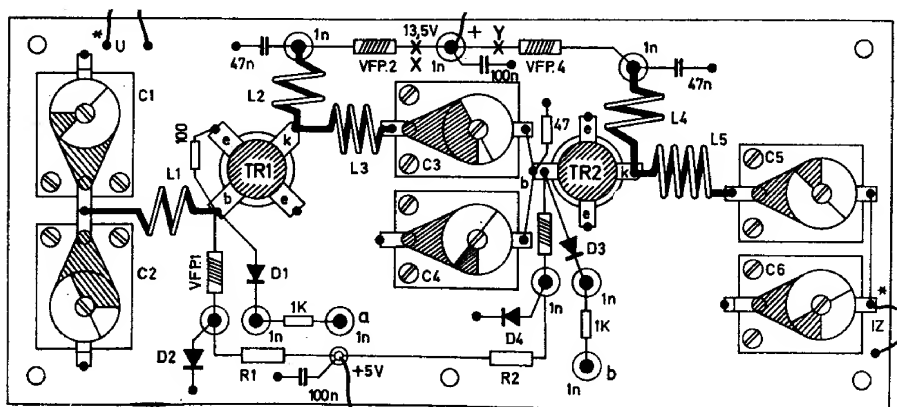 * U
47n
1n
VFP.2
13,5V
X
1n
+
100n
Y
VFP.4
1n
47n
C1
L2
L3
C3
47
L4
L5
C5
100
e
k
TR1
b
e
L1
e
b
TR2
k
e
C2
VFP.1
D1
C4
D3
C6
*
IZ
1K
a
1n
1n
D2
R1
+5V
100n
D4
R2
1n
1n
1K
b
1n